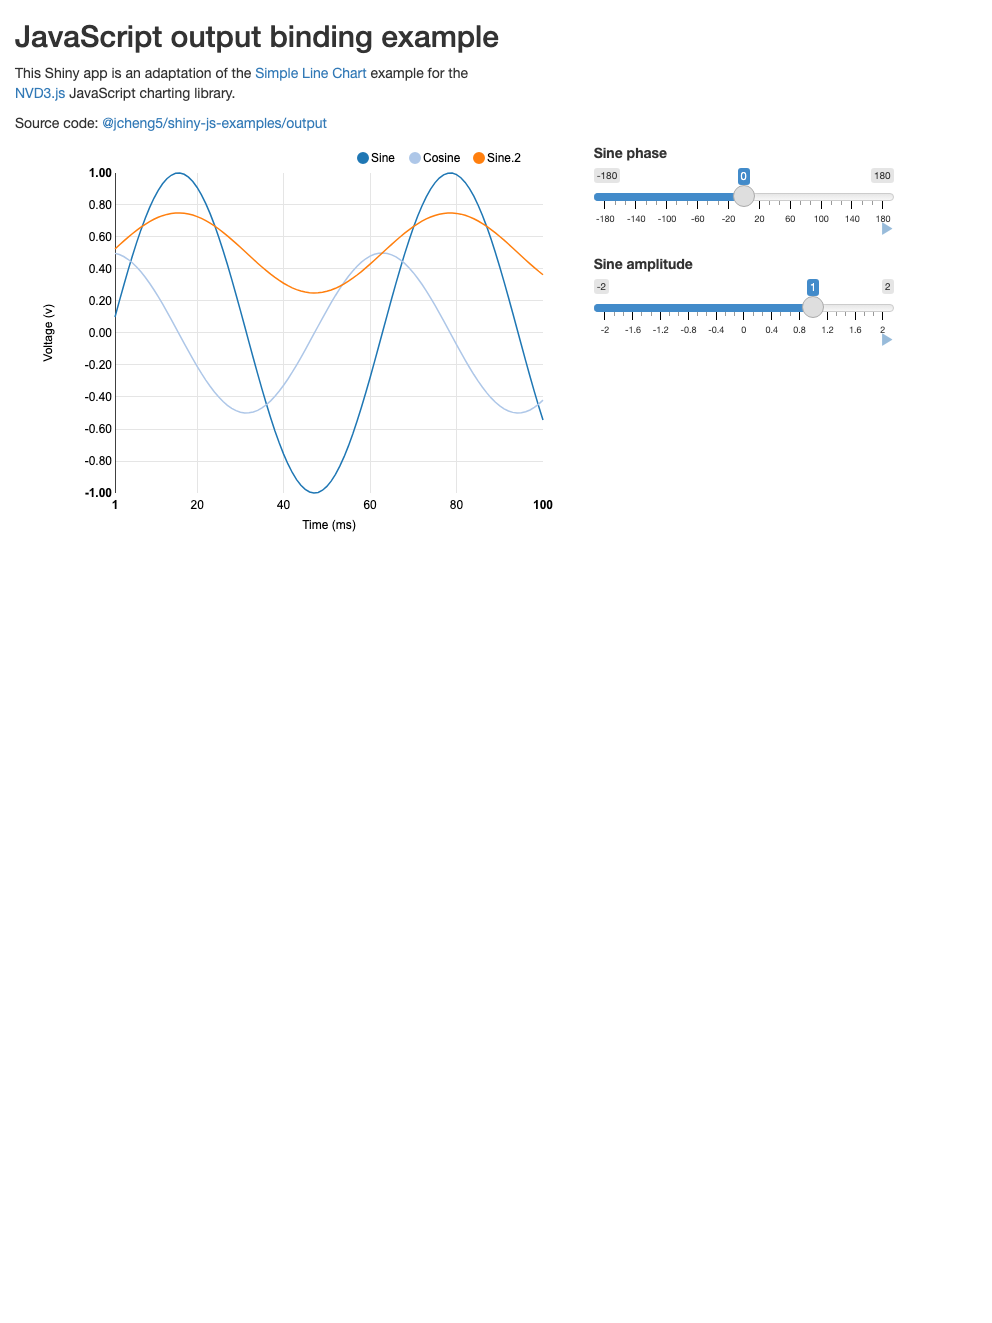 JavaScript output binding example
This Shiny app is an adaptation of the Simple Line Chart example for the
NVD3.js JavaScript charting library.
Source code: @jcheng5/shiny-js-examples/output
Sine Cosine Sine.2
1.00
0.80
0.60
0.40
0.20
0.00
-0.20
-0.40
-0.60
-0.80
-1.00
Voltage (v)
1 20 40 60 80 100
Time (ms)
Sine phase
-180 0 180
-180 -140 -100 -60 -20 20 60 100 140 180
Sine amplitude
-2 1 2
-2 -1.6 -1.2 -0.8 -0.4 0 0.4 0.8 1.2 1.6 2